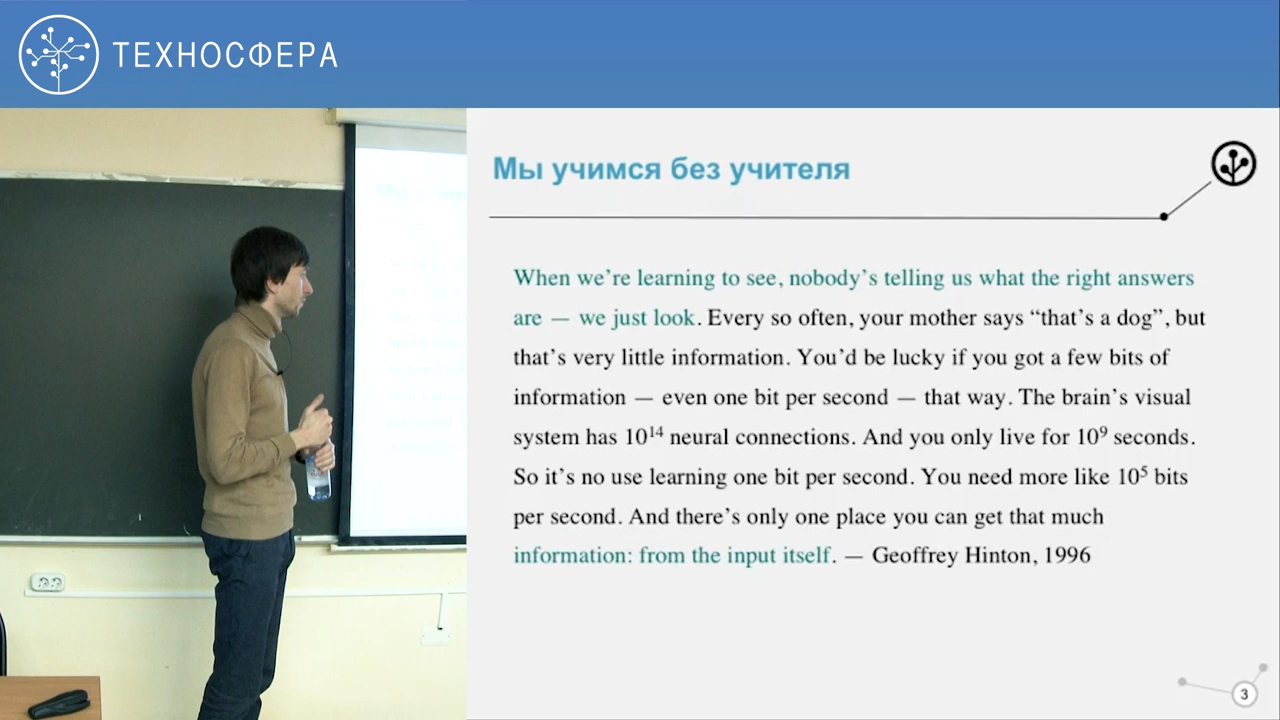 ТЕХНОСФЕРА
Мы учимся без учителя
When we’re learning to see, nobody’s telling us what the right answers
are — we just look. Every so often, your mother says “that’s a dog”, but
that’s very little information. You’d be lucky if you got a few bits of
information — even one bit per second — that way. The brain’s visual
system has 10¹⁴ neural connections. And you only live for 10⁹ seconds.
So it’s no use learning one bit per second. You need more like 10⁵ bits
per second. And there’s only one place you can get that much
information: from the input itself. — Geoffrey Hinton, 1996
3